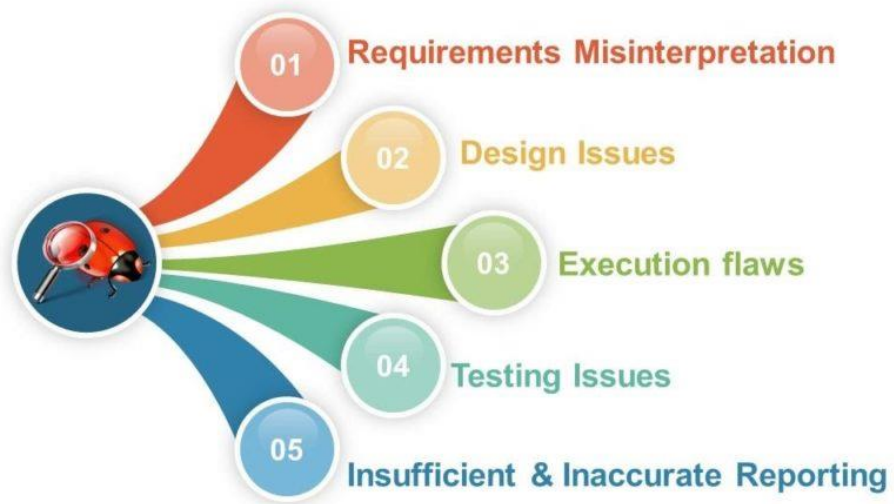 01
Requirements Misinterpretation
02
Design Issues
03
Execution flaws
04
Testing Issues
05
Insufficient & Inaccurate Reporting